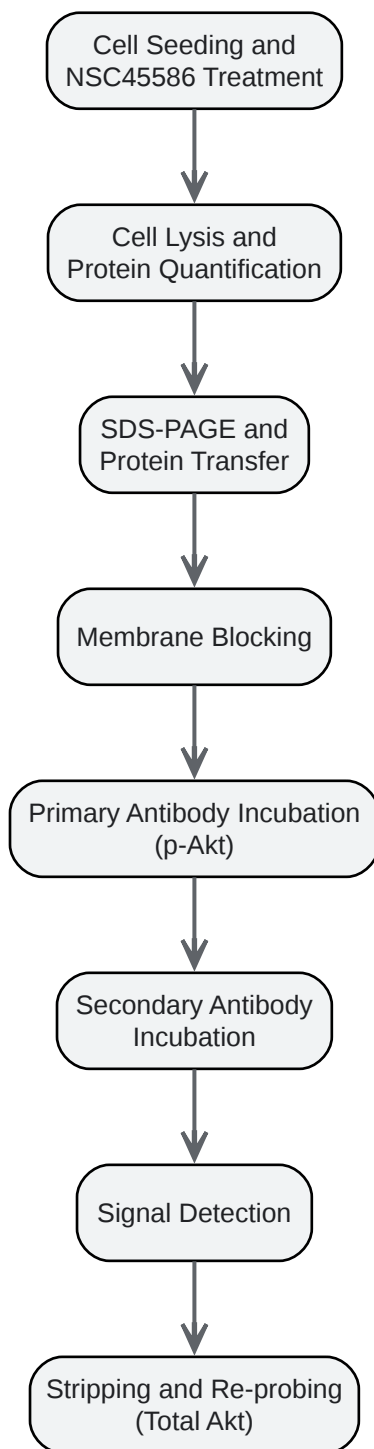 Cell Seeding and
NSC45586 Treatment
Cell Lysis and
Protein Quantification
SDS-PAGE and
Protein Transfer
Membrane Blocking
Primary Antibody Incubation
(p-Akt)
Secondary Antibody
Incubation
Signal Detection
Stripping and Re-probing
(Total Akt)